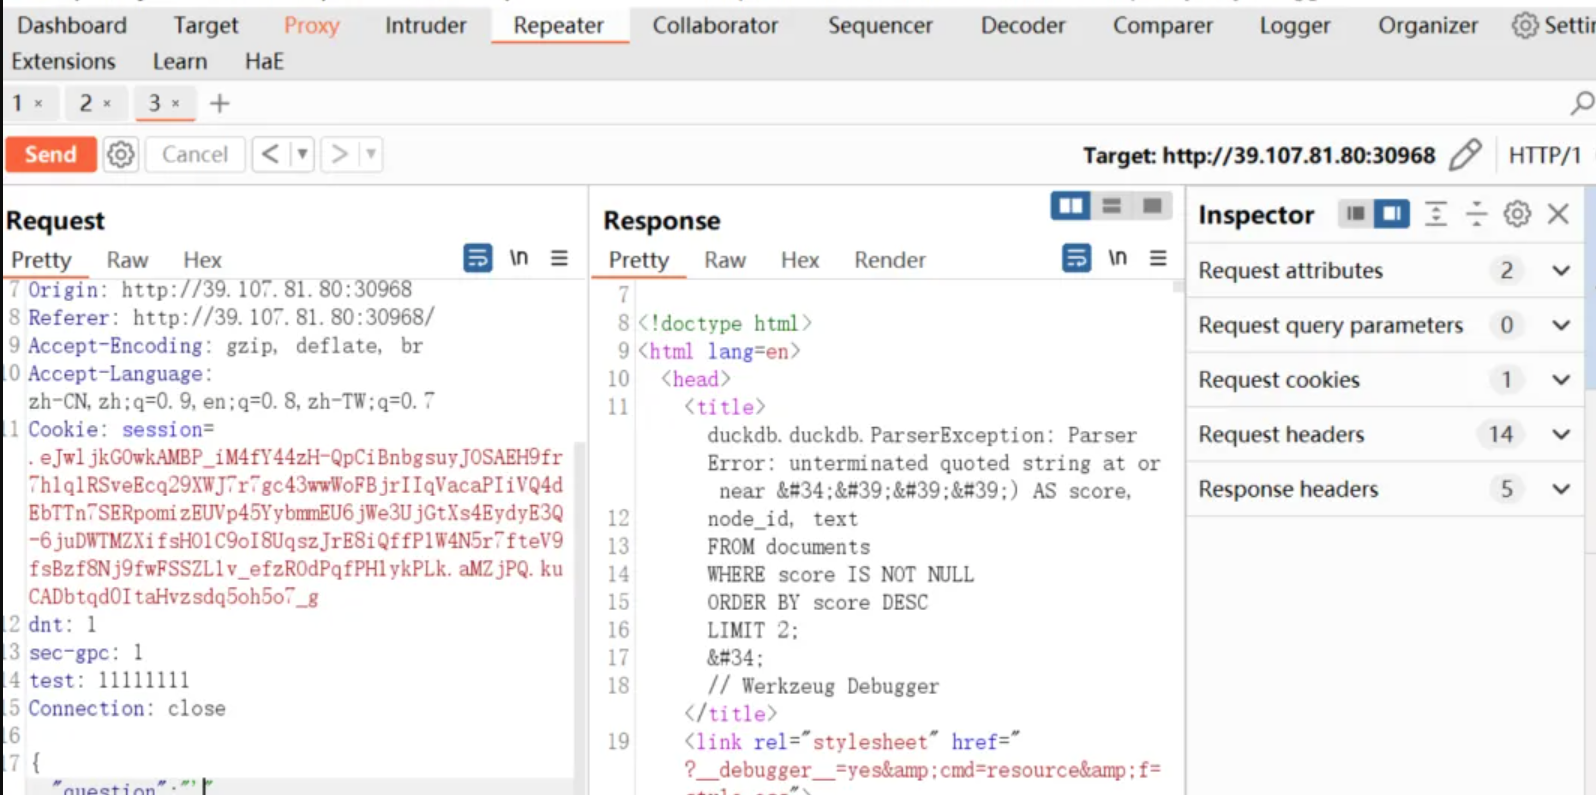 Dashboard Target Proxy Intruder Repeater Collaborator Sequencer Decoder Comparer Logger Organizer
Extensions Learn HaE
1 × 2 × 3 × +
Send Cancel < ▼ > ▼ Target: http://39.107.81.80:30968 HTTP/1
Request
Pretty Raw Hex \n
7 Origin: http://39.107.81.80:30968
8 Referer: http://39.107.81.80:30968/
9 Accept-Encoding: gzip, deflate, br
10 Accept-Language:
zh-CN,zh;q=0.9,en;q=0.8,zh-TW;q=0.7
11 Cookie: session=
12 dnt: 1
13 sec-gpc: 1
14 test: 11111111
15 Connection: close
16
17 {
"question":"'"
Response
Pretty Raw Hex Render \n
7
8 <!doctype html>
9 <html lang=en>
10 <head>
11 <title>
duckdb.duckdb.ParserException: Parser
Error: unterminated quoted string at or
near &#34;&#39;&#39;&#39;) AS score,
12 node_id, text
13 FROM documents
14 WHERE score IS NOT NULL
15 ORDER BY score DESC
16 LIMIT 2;
17 &#34;
18 // Werkzeug Debugger
</title>
19 <link rel="stylesheet" href="
?__debugger__=yes&amp;cmd=resource&amp;f=
Inspector
Request attributes 2
Request query parameters 0
Request cookies 1
Request headers 14
Response headers 5